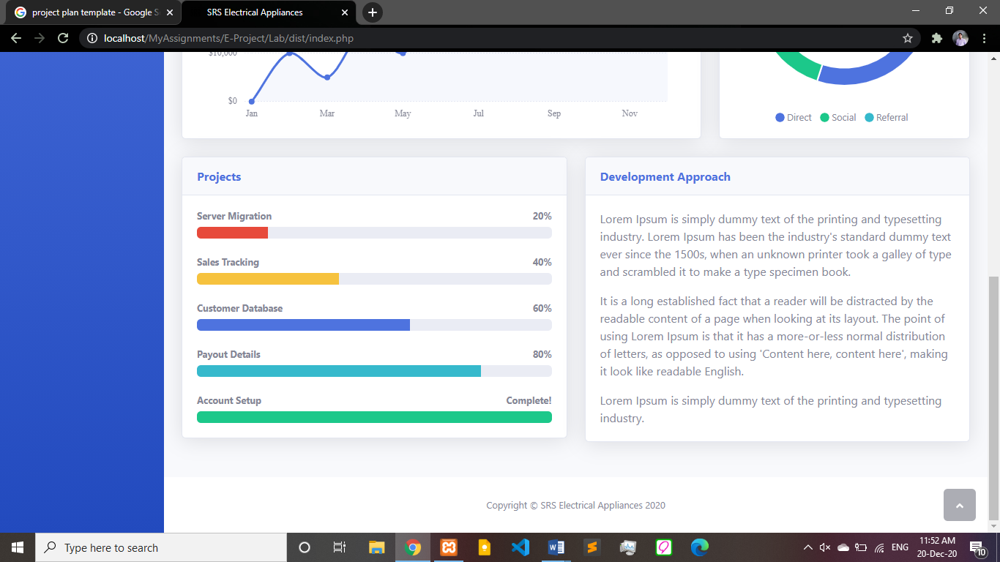 project plan template - Google S
SRS Electrical Appliances
localhost/MyAssignments/E-Project/Lab/dist/index.php
$10,000
$0
Jan Mar May Jul Sep Nov
Direct Social Referral
Projects
Server Migration 20%
Sales Tracking 40%
Customer Database 60%
Payout Details 80%
Account Setup Complete!
Development Approach
Lorem Ipsum is simply dummy text of the printing and typesetting
industry. Lorem Ipsum has been the industry's standard dummy text
ever since the 1500s, when an unknown printer took a galley of type
and scrambled it to make a type specimen book.
It is a long established fact that a reader will be distracted by the
readable content of a page when looking at its layout. The point of
using Lorem Ipsum is that it has a more-or-less normal distribution
of letters, as opposed to using 'Content here, content here', making
it look like readable English.
Lorem Ipsum is simply dummy text of the printing and typesetting
industry.
Copyright © SRS Electrical Appliances 2020
Type here to search
ENG
11:52 AM
20-Dec-20
10